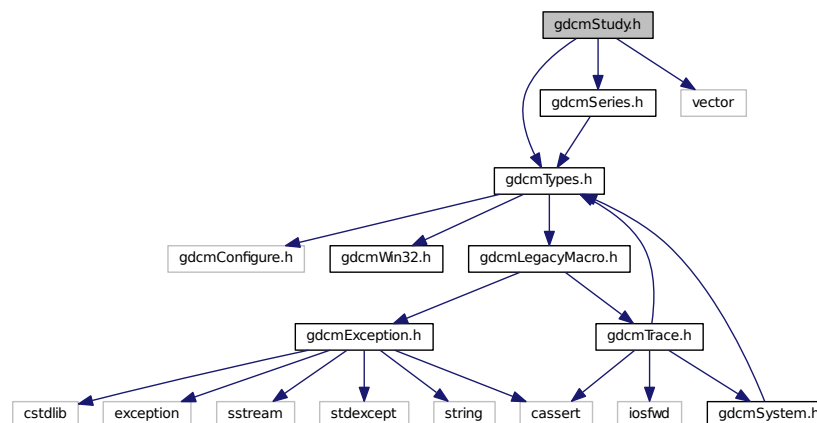 gdcmStudy.h
gdcmSeries.h
vector
gdcmTypes.h
gdcmConfigure.h
gdcmWin32.h
gdcmLegacyMacro.h
gdcmException.h
gdcmTrace.h
cstdlib
exception
sstream
stdexcept
string
cassert
iosfwd
gdcmSystem.h